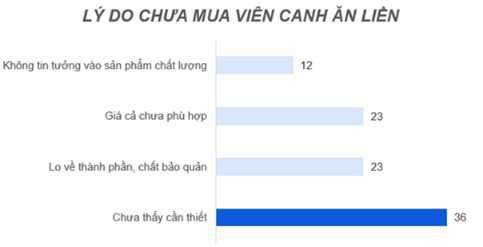 LÝ DO CHƯA MUA VIÊN CANH ĂN LIỀN
Không tin tưởng vào sản phẩm chất lượng 12
Giá cả chưa phù hợp 23
Lo về thành phần, chất bảo quản 23
Chưa thấy cần thiết 36